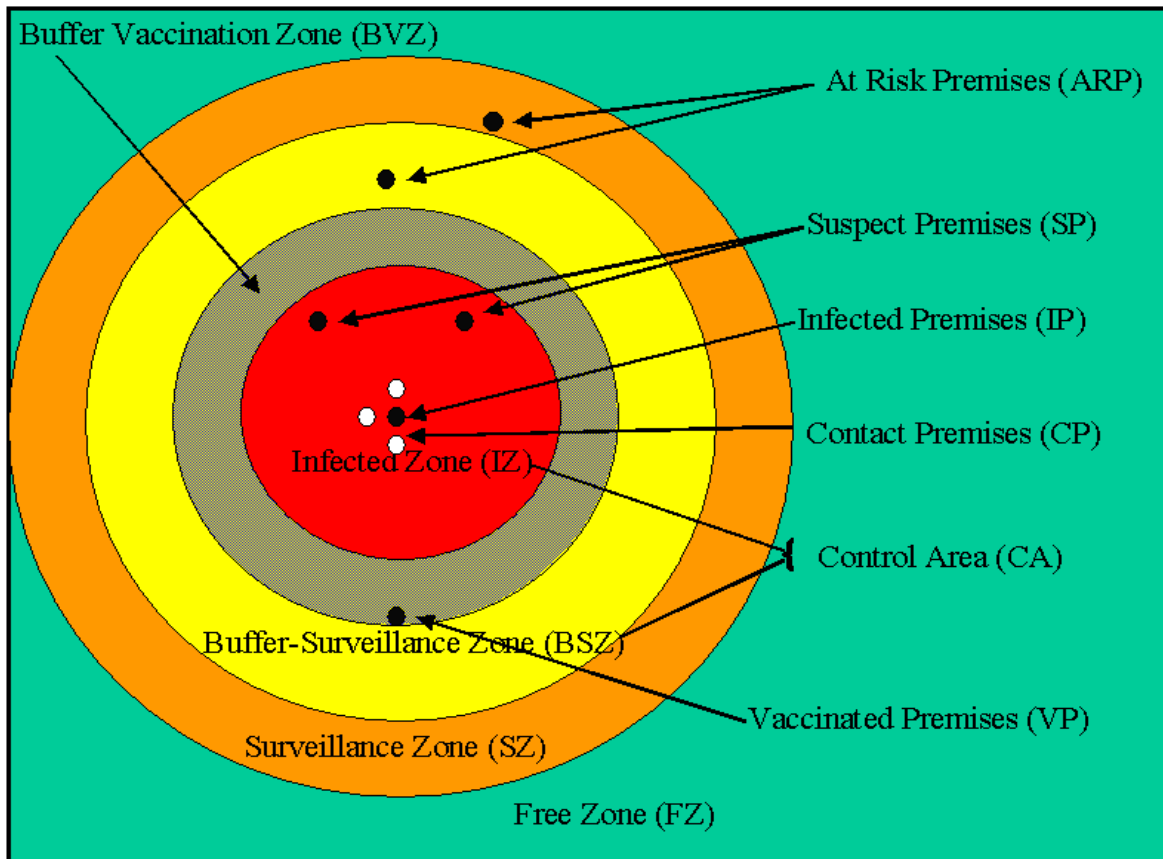 Buffer Vaccination Zone (BVZ)
At Risk Premises (ARP)
Suspect Premises (SP)
Infected Premises (IP)
Contact Premises (CP)
Infected Zone (IZ)
Control Area (CA)
Buffer-Surveillance Zone (BSZ)
Vaccinated Premises (VP)
Surveillance Zone (SZ)
Free Zone (FZ)